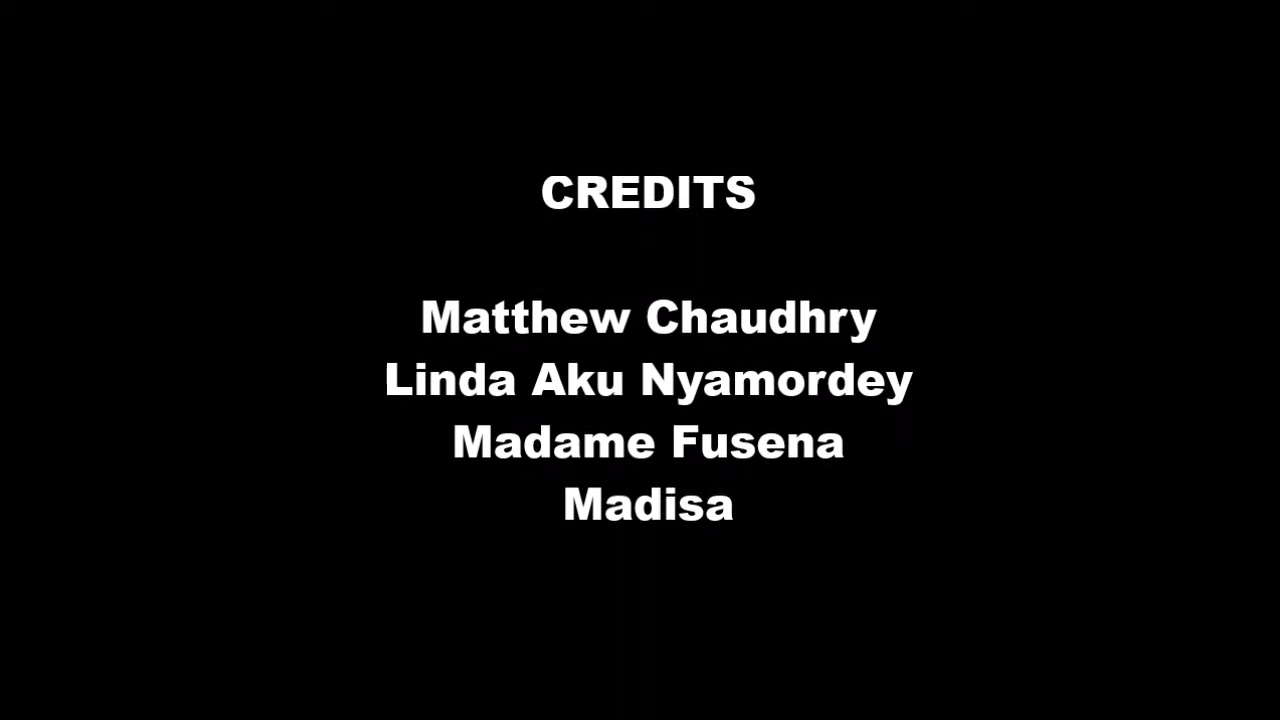 CREDITS
Matthew Chaudhry
Linda Aku Nyamordey
Madame Fusena
Madisa